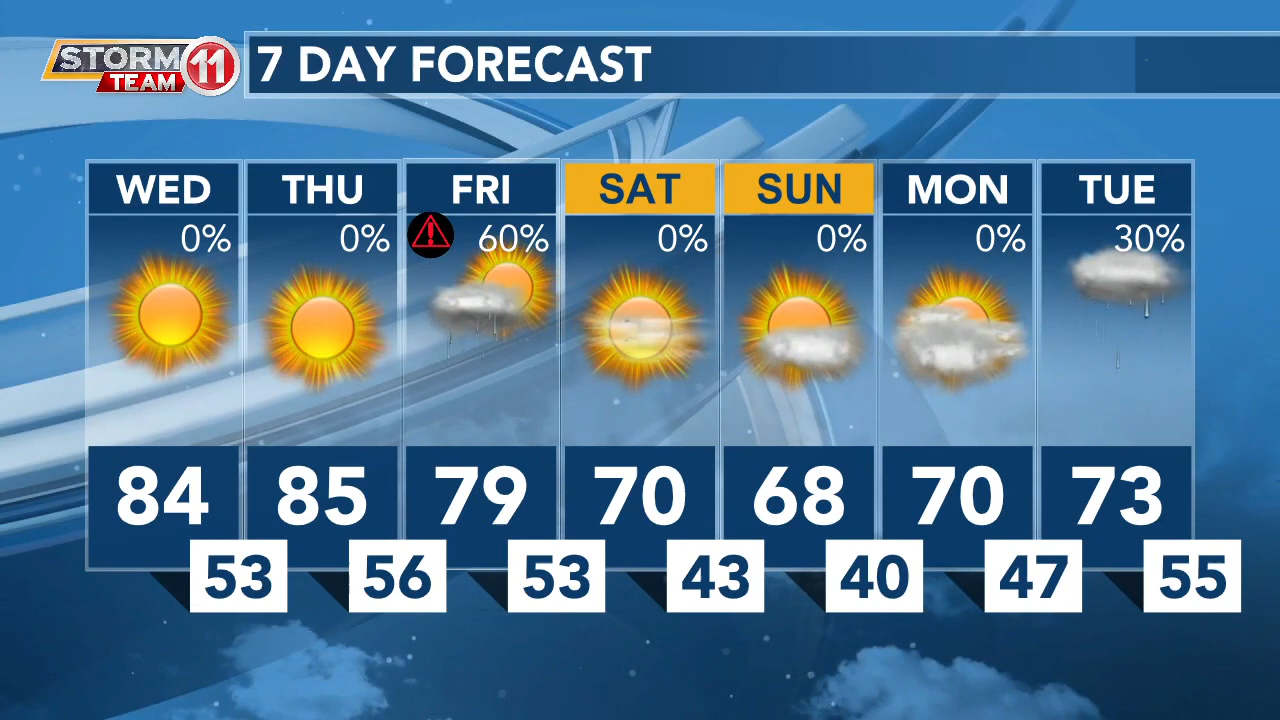 STORM
TEAM 11
7 DAY FORECAST
WED THU FRI SAT SUN MON TUE
0% 0% 60% 0% 0% 0% 30%
84 85 79 70 68 70 73
53 56 53 43 40 47 55